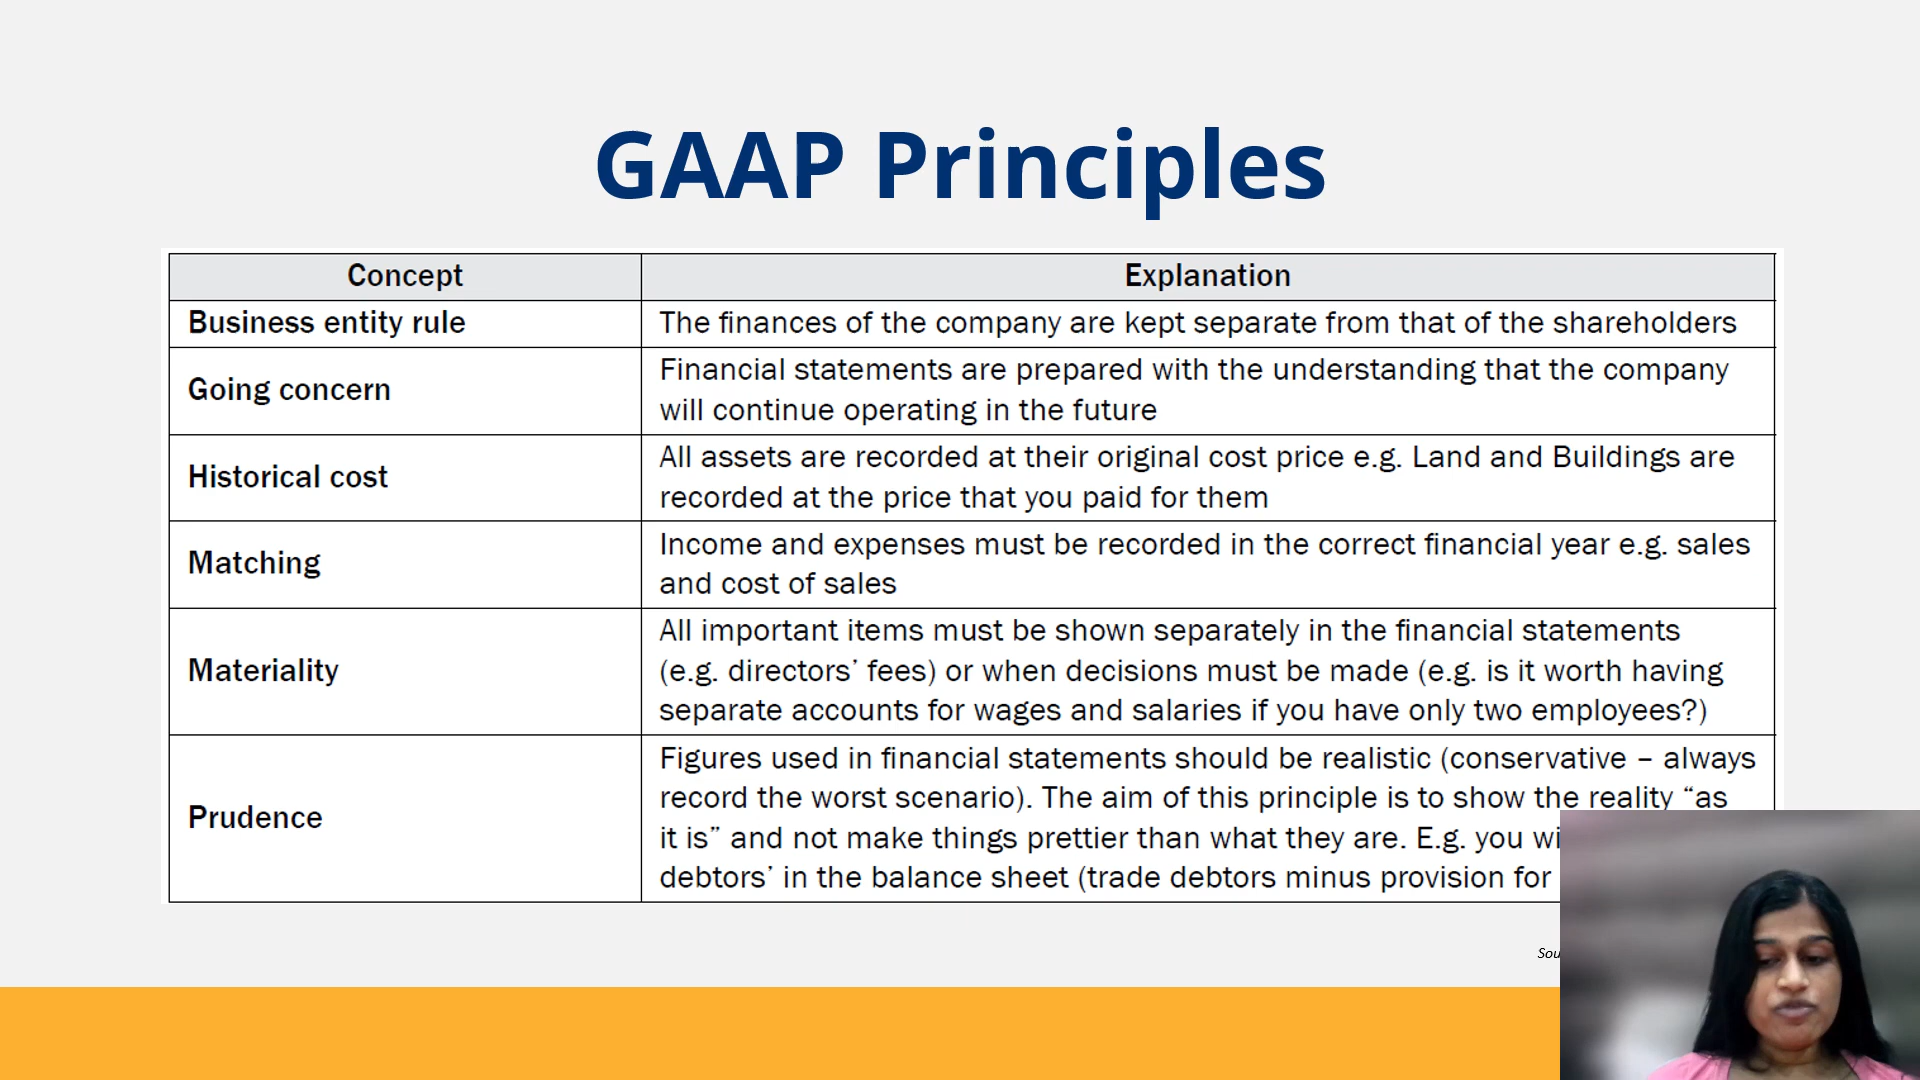 GAAP Principles
Concept
Explanation
Business entity rule
The finances of the company are kept separate from that of the shareholders
Going concern
Financial statements are prepared with the understanding that the company
will continue operating in the future
Historical cost
All assets are recorded at their original cost price e.g. Land and Buildings are
recorded at the price that you paid for them
Matching
Income and expenses must be recorded in the correct financial year e.g. sales
and cost of sales
Materiality
All important items must be shown separately in the financial statements
(e.g. directors’ fees) or when decisions must be made (e.g. is it worth having
separate accounts for wages and salaries if you have only two employees?)
Prudence
Figures used in financial statements should be realistic (conservative – always
record the worst scenario). The aim of this principle is to show the reality “as
it is” and not make things prettier than what they are. E.g. you
debtors’ in the balance sheet (trade debtors minus provision for